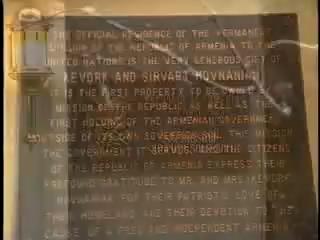 THE OFFICIAL RESIDENCE OF THE PERMANENT
MISSION OF THE REPUBLIC OF ARMENIA TO THE
UNITED NATIONS IS THE VERY GENEROUS GIFT OF
KEVORK AND SIRVART HOVNANIAN
IT IS THE FIRST PROPERTY TO BE OWNED BY
MISSION OF THE REPUBLIC AS WELL AS THE
FIRST HOLDING OF THE ARMENIAN GOVERNMENT
OUTSIDE OF ITS OWN SOVEREIGN SOIL THE MISSION
THE GOVERNMENT AND THE CITIZENS
OF THE REPUBLIC OF ARMENIA EXPRESS THEIR
PROFOUND GRATITUDE TO MR. AND MRS. KEVORK
HOVNANIAN FOR THEIR PATRIOTIC LOVE OF
THEIR HOMELAND AND THEIR DEVOTION TO THE
CAUSE OF A FREE AND INDEPENDENT ARMENIA